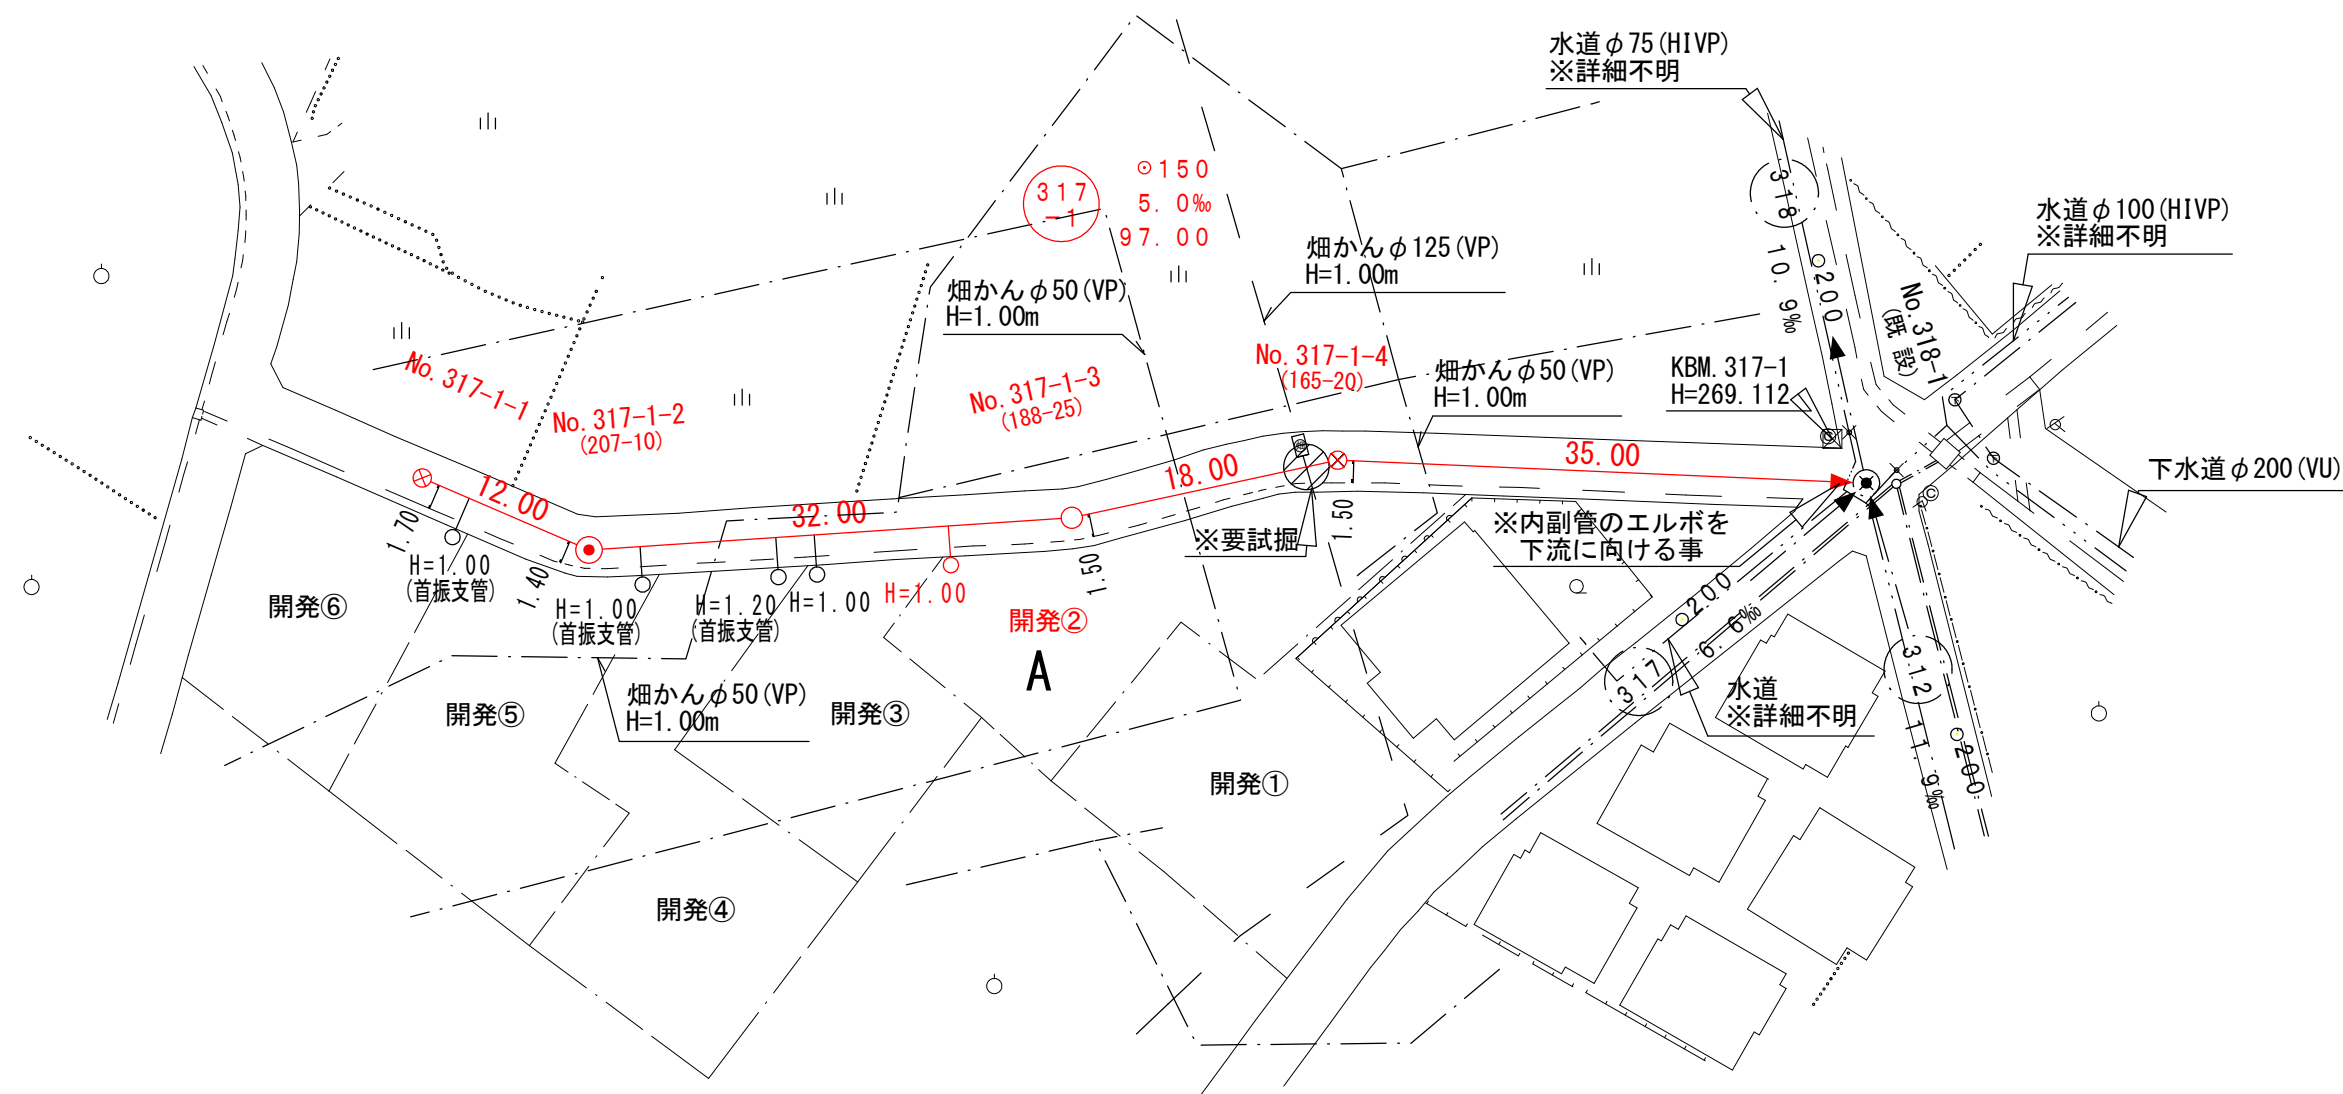 水道φ75(HIVP)
※詳細不明
317
-1
⊙150
5.0‰
97.00
318
10.9‰
200
水道φ100(HIVP)
※詳細不明
畑かんφ125(VP)
H=1.00m
畑かんφ50(VP)
H=1.00m
No.318-1
(既設)
No.317-1-1
No.317-1-2
(207-10)
No.317-1-3
(188-25)
No.317-1-4
(165-20)
畑かんφ50(VP)
H=1.00m
KBM.317-1
H=269.112
下水道φ200(VU)
12.00
32.00
18.00
35.00
1.70
1.40
1.50
1.50
※要試掘
※内副管のエルボを
下流に向ける事
H=1.00
(首振支管)
H=1.00
(首振支管)
H=1.20
(首振支管)
H=1.00
H=1.00
開発⑥
開発②
A
200
6.6‰
317
水道
※詳細不明
312
11.9‰
200
畑かんφ50(VP)
H=1.00m
開発⑤
開発③
開発①
開発④